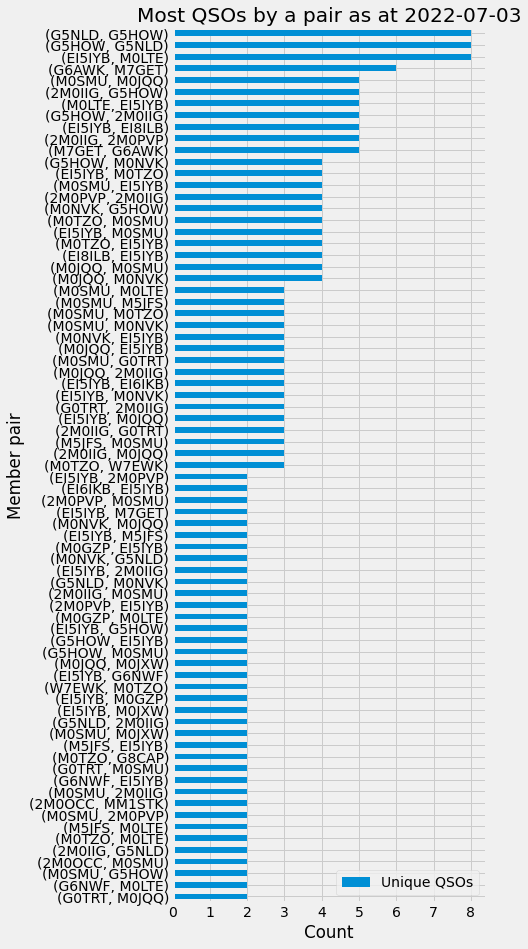 Most QSOs by a pair as at 2022-07-03
(G5NLD, G5HOW)
(G5HOW, G5NLD)
(EI5IYB, M0LTE)
(G6AWK, M7GET)
(M0SMU, M0JQQ)
(2M0IIG, G5HOW)
(M0LTE, EI5IYB)
(G5HOW, 2M0IIG)
(EI5IYB, EI8ILB)
(2M0IIG, 2M0PVP)
(M7GET, G6AWK)
(G5HOW, M0NVK)
(EI5IYB, M0TZO)
(M0SMU, EI5IYB)
(2M0PVP, 2M0IIG)
(M0NVK, G5HOW)
(M0TZO, M0SMU)
(EI5IYB, M0SMU)
(M0TZO, EI5IYB)
(EI8ILB, EI5IYB)
(M0JQQ, M0SMU)
(M0JQQ, M0NVK)
(M0SMU, M0LTE)
(M0SMU, M5JFS)
(M0SMU, M0TZO)
(M0SMU, M0NVK)
(M0NVK, EI5IYB)
(M0JQQ, EI5IYB)
(M0SMU, G0TRT)
(M0JQQ, 2M0IIG)
(EI5IYB, EI6IKB)
(EI5IYB, M0NVK)
(G0TRT, 2M0IIG)
(EI5IYB, M0JQQ)
(2M0IIG, G0TRT)
(M5JFS, M0SMU)
(2M0IIG, M0JQQ)
(M0TZO, W7EWK)
(EI5IYB, 2M0PVP)
(EI6IKB, EI5IYB)
(2M0PVP, M0SMU)
(EI5IYB, M7GET)
(M0NVK, M0JQQ)
(EI5IYB, M5JFS)
(M0GZP, EI5IYB)
(M0NVK, G5NLD)
(EI5IYB, 2M0IIG)
(G5NLD, M0NVK)
(2M0IIG, M0SMU)
(2M0PVP, EI5IYB)
(M0GZP, M0LTE)
(EI5IYB, G5HOW)
(G5HOW, EI5IYB)
(G5HOW, M0SMU)
(M0JQQ, M0JXW)
(EI5IYB, G6NWF)
(W7EWK, M0TZO)
(EI5IYB, M0GZP)
(EI5IYB, M0JXW)
(G5NLD, 2M0IIG)
(M0SMU, M0JXW)
(M5JFS, EI5IYB)
(M0TZO, G8CAP)
(G0TRT, M0SMU)
(G6NWF, EI5IYB)
(M0SMU, 2M0IIG)
(2M0OCC, MM1STK)
(M0SMU, 2M0PVP)
(M5JFS, M0LTE)
(M0TZO, M0LTE)
(2M0IIG, G5NLD)
(2M0OCC, M0SMU)
(M0SMU, G5HOW)
(G6NWF, M0LTE)
(G0TRT, M0JQQ)
Member pair
Unique QSOs
0 1 2 3 4 5 6 7 8
Count